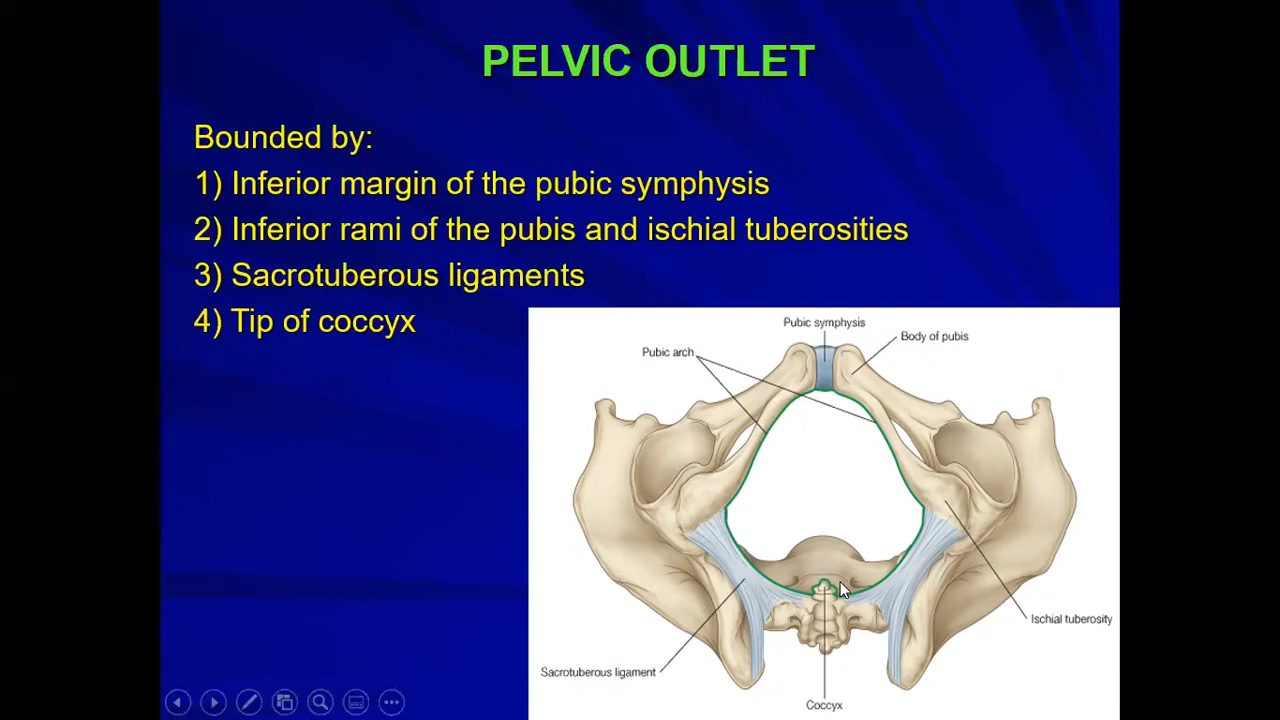 PELVIC OUTLET
Bounded by:
1) Inferior margin of the pubic symphysis
2) Inferior rami of the pubis and ischial tuberosities
3) Sacrotuberous ligaments
4) Tip of coccyx
Pubic symphysis
Body of pubis
Pubic arch
Ischial tuberosity
Sacrotuberous ligament
Coccyx